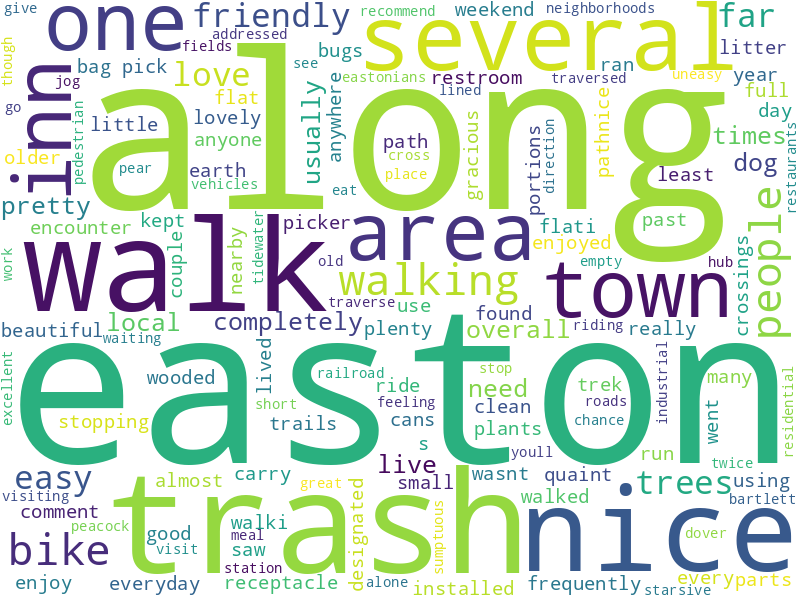 give
one
friendly
weekend
neighborhoods
recommend
several
far
though
addressed
fields
bugs
see
litter
bag pick
love
eastonians
restroom
ran
traversed
uneasy
year
jog
go
inn
along
flat
lined
full
little
lovely
usually
anywhere
day
pedestrian
anyone
path
cross
place
gracious
portions
direction
pathnice
times
restaurants
older
pear
earth
vehicles
eat
least
dog
pretty
kept
picker
area
flati
past
people
encounter
walk
couple
nearby
tidewater
old
walking
enjoyed
empty
town
hub
crossings
work
traverse
use
found
riding
local
completely
plenty
overall
really
beautiful
waiting
easton
excellent
wooded
lived
railroad
ride
need
stop
trek
industrial
many
short
feeling
clean
roads
residential
stopping
trails
cans
plants
chance
went
s
youll
run
live
wasnt
quaint
trees
twice
easy
almost
carry
small
using
visiting
trash
walked
nice
bartlett
comment
great
designated
sumptuous
peacock
good
walki
bike
visit
saw
meal
dover
station
enjoy
everyday
receptacle
alone
installed
frequently
every
parts
starsive